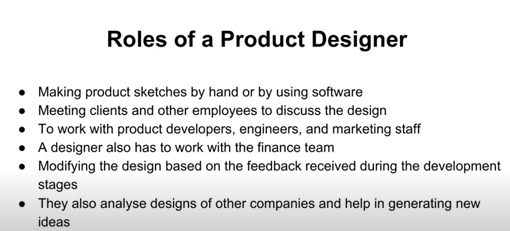 Roles of a Product Designer
● Making product sketches by hand or by using software
● Meeting clients and other employees to discuss the design
● To work with product developers, engineers, and marketing staff
● A designer also has to work with the finance team
● Modifying the design based on the feedback received during the development
stages
● They also analyse designs of other companies and help in generating new
ideas